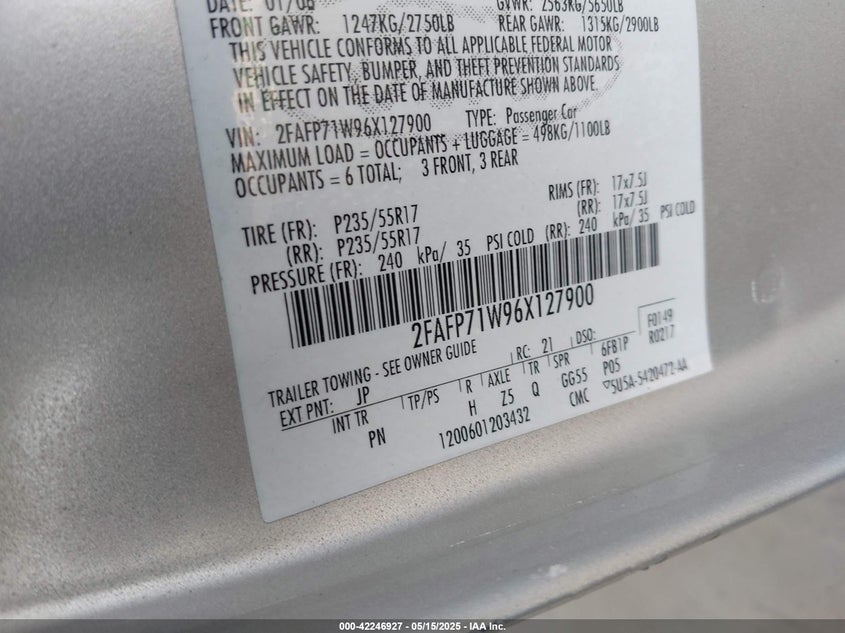 DATE: 01/06 GVWR: 2563KG/5650LB
FRONT GAWR: 1247KG/2750LB REAR GAWR: 1315KG/2900LB
THIS VEHICLE CONFORMS TO ALL APPLICABLE FEDERAL MOTOR
VEHICLE SAFETY, BUMPER, AND THEFT PREVENTION STANDARDS
IN EFFECT ON THE DATE OF MANUFACTURE SHOWN ABOVE.
VIN: 2FAFP71W96X127900 TYPE: Passenger Car
MAXIMUM LOAD = OCCUPANTS + LUGGAGE = 498KG/1100LB
OCCUPANTS = 6 TOTAL; 3 FRONT, 3 REAR
TIRE (FR): P235/55R17 RIMS (FR): 17x7.5J
(RR): P235/55R17 (RR): 17x7.5J
PRESSURE (FR): 240 kPa/ 35 PSI COLD (RR): 240 kPa/ 35 PSI COLD
2FAFP71W96X127900
TRAILER TOWING - SEE OWNER GUIDE F0149
EXT PNT: JP RC: 21 DSO: R0217
INT TR TP/PS R AXLE TR SPR 6FB1P
PN H Z5 Q GG55 P05
1200601203432 CMC ▽5U5A-5420472-AA
000-42246927 - 05/15/2025 - IAA Inc.